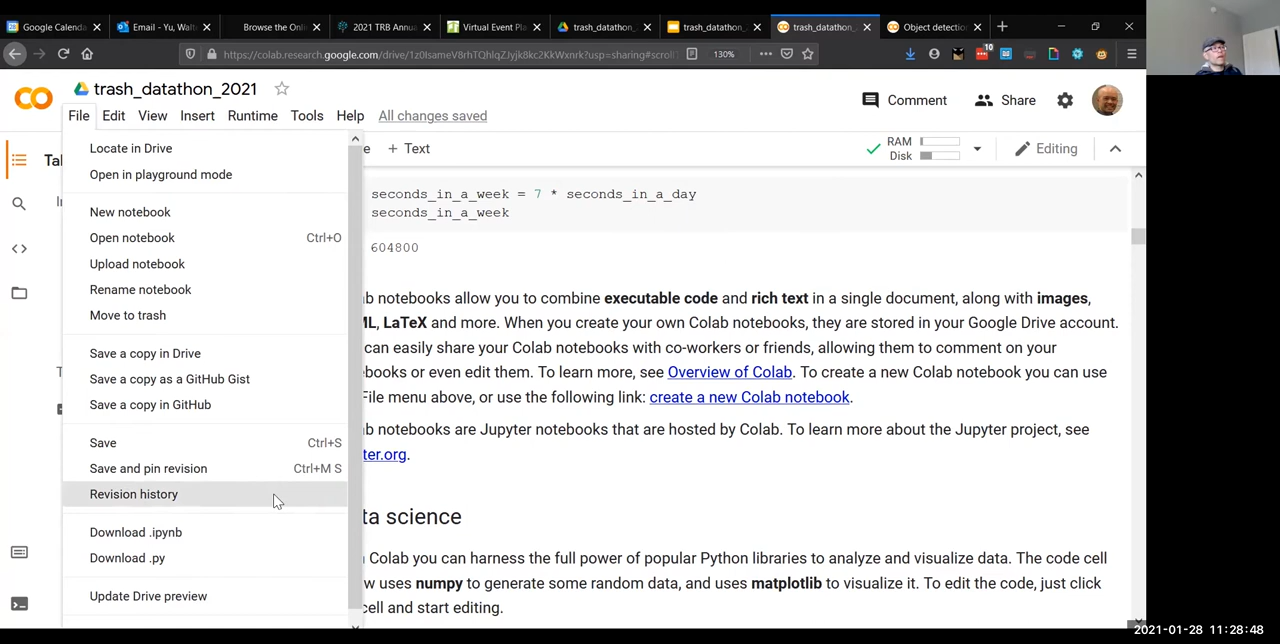 Google Calenda
Email - Yu, Walte
Browse the Onli
2021 TRB Annua
Virtual Event Pla
trash_datathon_
trash_datathon_
trash_datathon_
Object detection
https://colab.research.google.com/drive/
130%
10
CO
trash_datathon_2021
Comment
Share
File Edit View Insert Runtime Tools Help All changes saved
+ Text
RAM
Disk
Editing
Locate in Drive
Open in playground mode
New notebook
Open notebook Ctrl+O
Upload notebook
Rename notebook
Move to trash
Save a copy in Drive
Save a copy as a GitHub Gist
Save a copy in GitHub
Save Ctrl+S
Save and pin revision Ctrl+M S
Revision history
Download .ipynb
Download .py
Update Drive preview
seconds_in_a_week = 7 * seconds_in_a_day
seconds_in_a_week
604800
ab notebooks allow you to combine executable code and rich text in a single document, along with images,
ML, LaTeX and more. When you create your own Colab notebooks, they are stored in your Google Drive account.
can easily share your Colab notebooks with co-workers or friends, allowing them to comment on your
ebooks or even edit them. To learn more, see Overview of Colab. To create a new Colab notebook you can use
File menu above, or use the following link: create a new Colab notebook.
ab notebooks are Jupyter notebooks that are hosted by Colab. To learn more about the Jupyter project, see
ter.org.
ta science
Colab you can harness the full power of popular Python libraries to analyze and visualize data. The code cell
w uses numpy to generate some random data, and uses matplotlib to visualize it. To edit the code, just click
cell and start editing.
2021-01-28 11:28:48